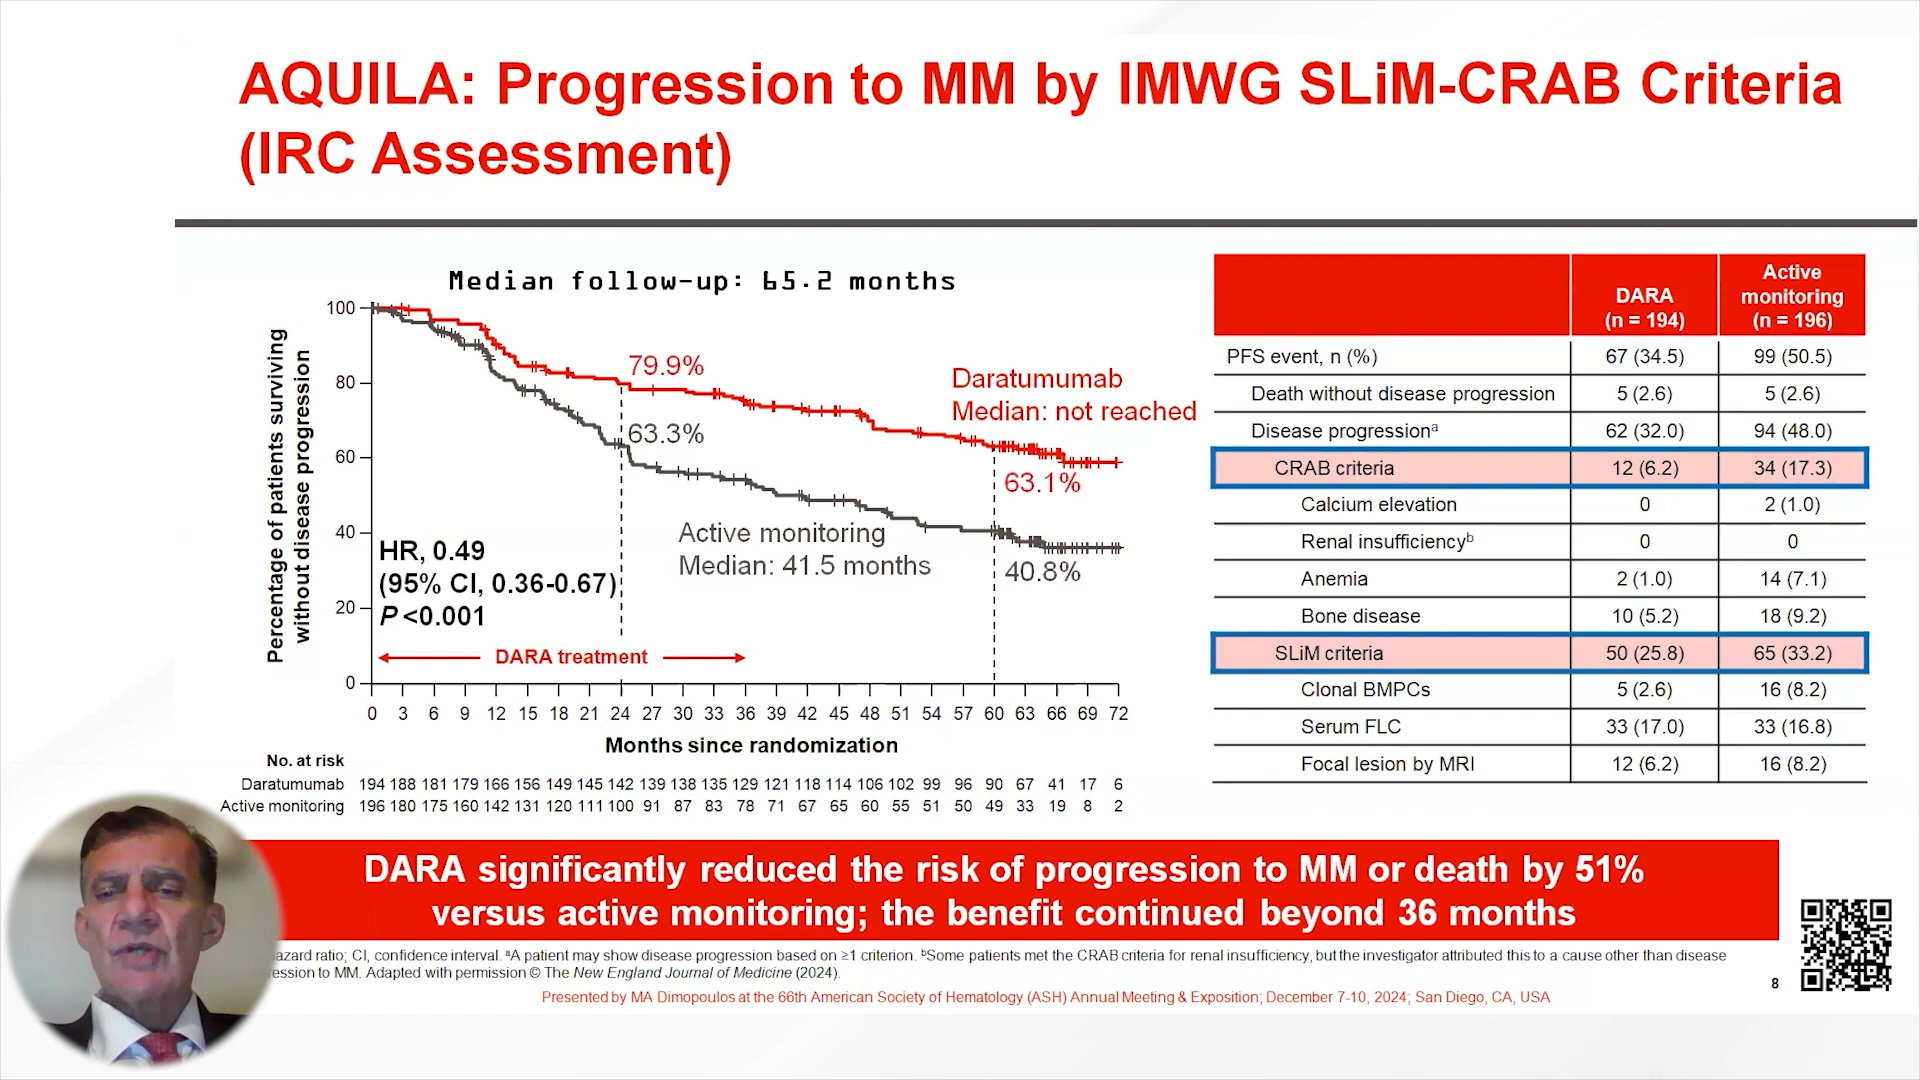 AQUILA: Progression to MM by IMWG SLiM-CRAB Criteria
(IRC Assessment)
Median follow-up: 65.2 months
Percentage of patients surviving
without disease progression
100
80
60
40
20
0
79.9%
63.3%
Daratumumab
Median: not reached
63.1%
Active monitoring
Median: 41.5 months
40.8%
HR, 0.49
(95% CI, 0.36-0.67)
P <0.001
DARA treatment
0 3 6 9 12 15 18 21 24 27 30 33 36 39 42 45 48 51 54 57 60 63 66 69 72
Months since randomization
No. at risk
Daratumumab 194 188 181 179 166 156 149 145 142 139 138 135 129 121 118 114 106 102 99 96 90 67 41 17 6
Active monitoring 196 180 175 160 142 131 120 111 100 91 87 83 78 71 67 65 60 55 51 50 49 33 19 8 2
DARA (n = 194) Active monitoring (n = 196)
PFS event, n (%) 67 (34.5) 99 (50.5)
Death without disease progression 5 (2.6) 5 (2.6)
Disease progressionᵃ 62 (32.0) 94 (48.0)
CRAB criteria 12 (6.2) 34 (17.3)
Calcium elevation 0 2 (1.0)
Renal insufficiencyᵇ 0 0
Anemia 2 (1.0) 14 (7.1)
Bone disease 10 (5.2) 18 (9.2)
SLiM criteria 50 (25.8) 65 (33.2)
Clonal BMPCs 5 (2.6) 16 (8.2)
Serum FLC 33 (17.0) 33 (16.8)
Focal lesion by MRI 12 (6.2) 16 (8.2)
DARA significantly reduced the risk of progression to MM or death by 51%
versus active monitoring; the benefit continued beyond 36 months
azard ratio; CI, confidence interval. ᵃA patient may show disease progression based on ≥1 criterion. ᵇSome patients met the CRAB criteria for renal insufficiency, but the investigator attributed this to a cause other than disease
ession to MM. Adapted with permission © The New England Journal of Medicine (2024).
Presented by MA Dimopoulos at the 66th American Society of Hematology (ASH) Annual Meeting & Exposition; December 7-10, 2024; San Diego, CA, USA
8